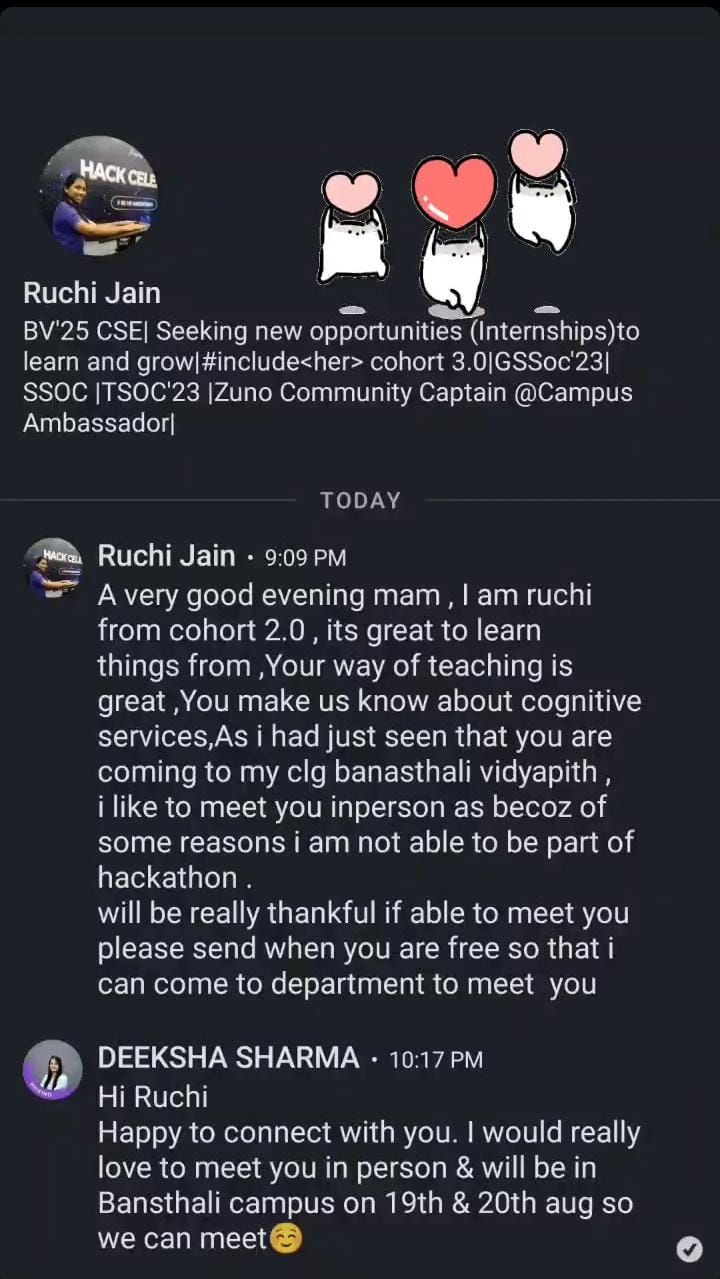 HACK CELE
Ruchi Jain
BV'25 CSE| Seeking new opportunities (Internships)to
learn and grow|#include<her> cohort 3.0|GSSoc'23|
SSOC |TSOC'23 |Zuno Community Captain @Campus
Ambassador|
TODAY
HACK CELE
Ruchi Jain • 9:09 PM
A very good evening mam , I am ruchi
from cohort 2.0 , its great to learn
things from ,Your way of teaching is
great ,You make us know about cognitive
services,As i had just seen that you are
coming to my clg banasthali vidyapith ,
i like to meet you inperson as becoz of
some reasons i am not able to be part of
hackathon .
will be really thankful if able to meet you
please send when you are free so that i
can come to department to meet  you
DEEKSHA SHARMA • 10:17 PM
Hi Ruchi
Happy to connect with you. I would really
love to meet you in person & will be in
Bansthali campus on 19th & 20th aug so
we can meet☺️